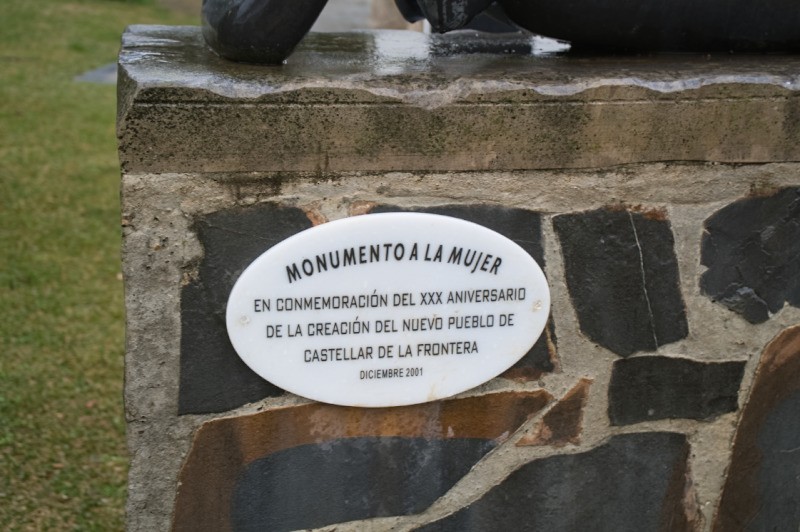 MONUMENTO A LA MUJER
EN CONMEMORACIÓN DEL XXX ANIVERSARIO
DE LA CREACIÓN DEL NUEVO PUEBLO DE
CASTELLAR DE LA FRONTERA
DICIEMBRE 2001